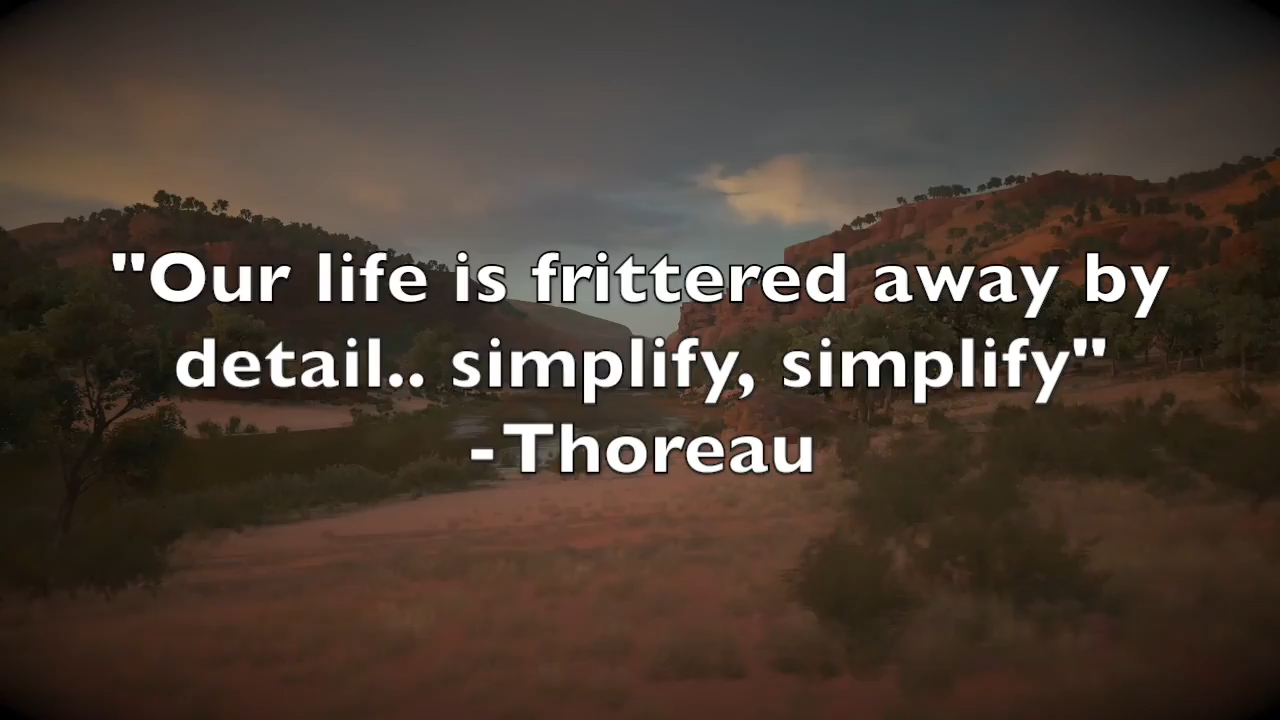 "Our life is frittered away by
detail.. simplify, simplify"
-Thoreau